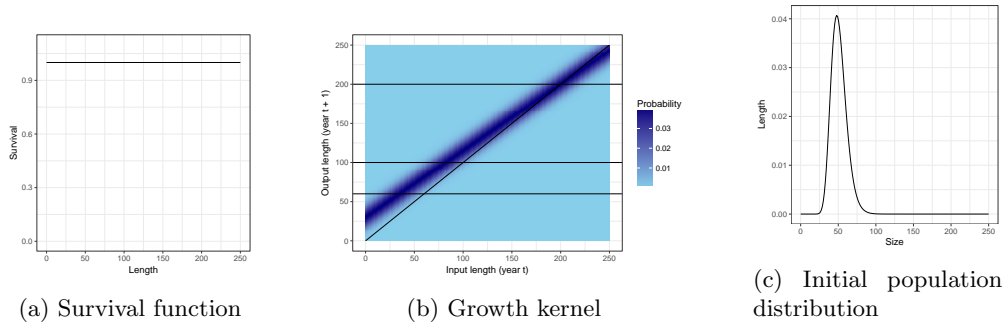 0.9
0.6
0.3
0.0
Survival
0 50 100 150 200 250
Length
(a) Survival function
250
200
150
100
50
0
Output length (year t + 1)
0 50 100 150 200 250
Input length (year t)
Probability
0.03
0.02
0.01
(b) Growth kernel
0.04
0.03
0.02
0.01
0.00
Length
0 50 100 150 200 250
Size
(c) Initial population
distribution